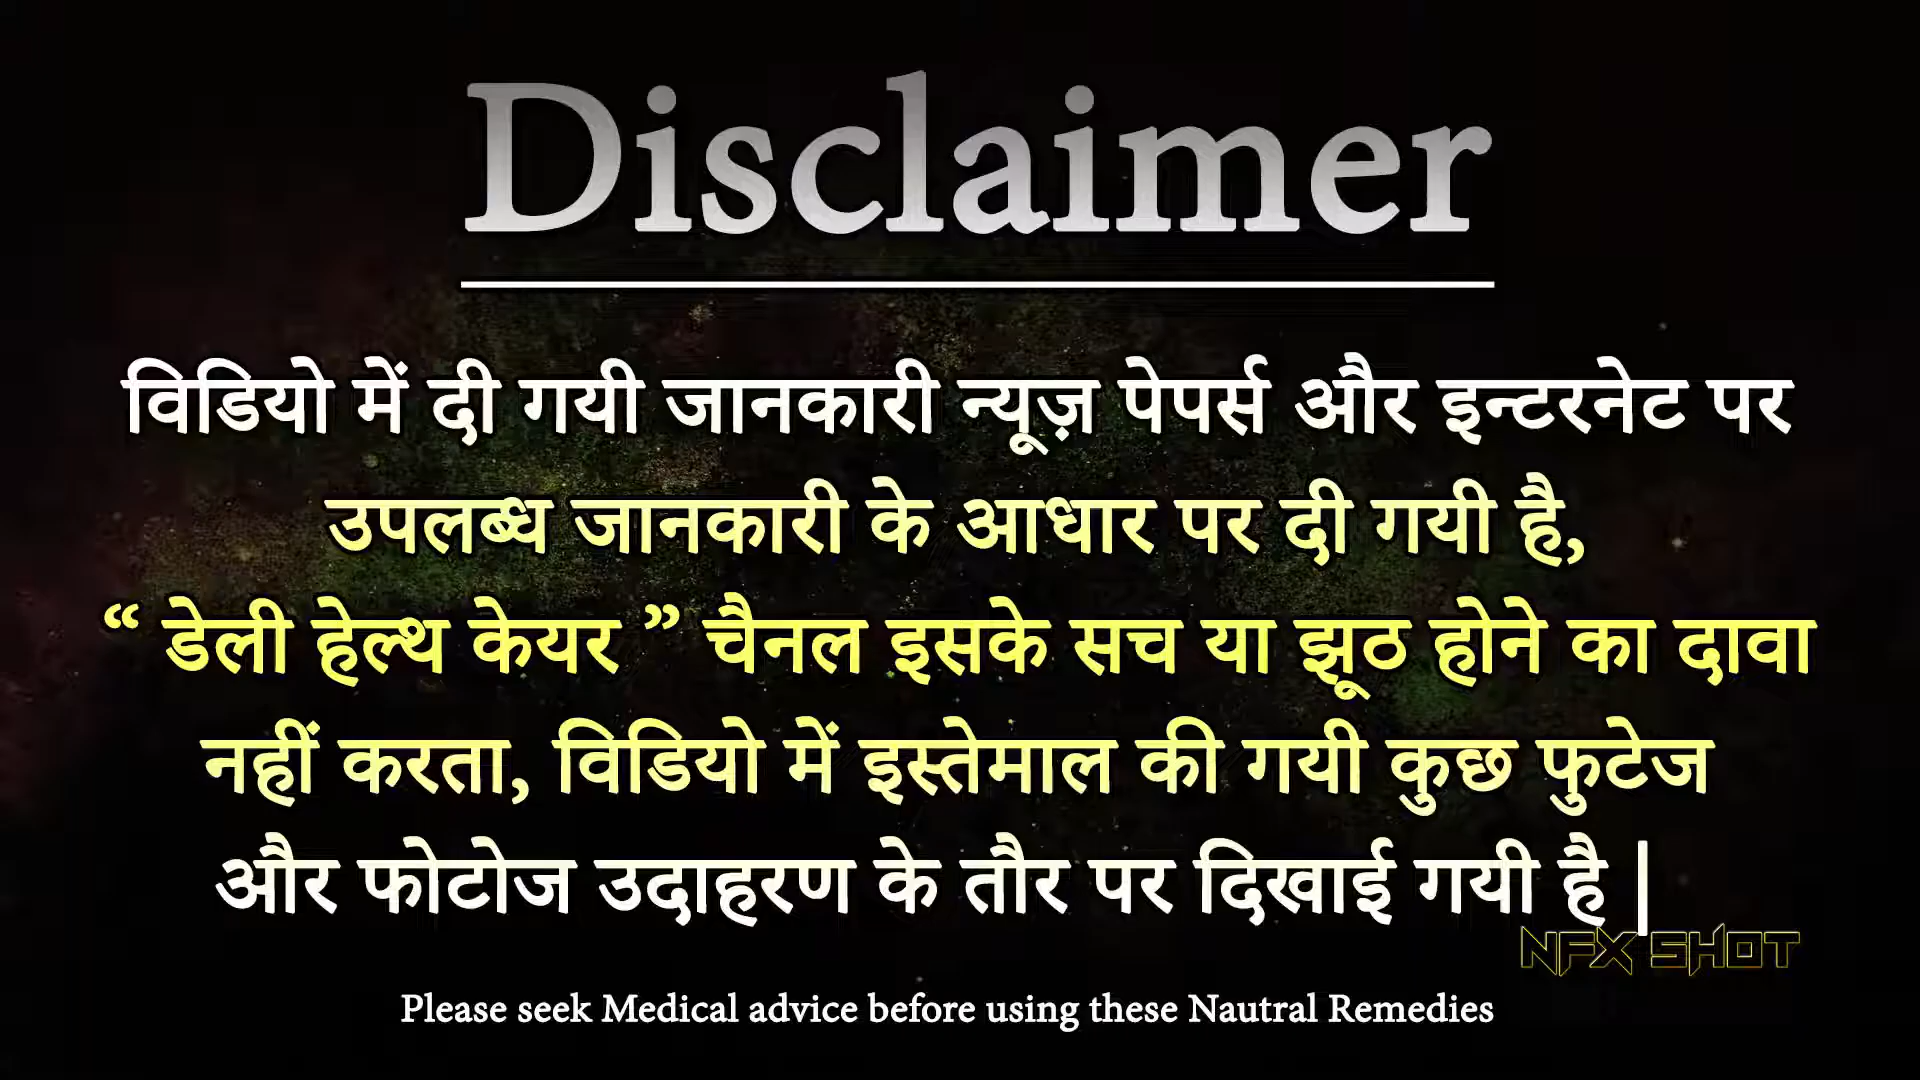 Disclaimer
विडियो में दी गयी जानकारी न्यूज़ पेपर्स और इन्टरनेट पर
उपलब्ध जानकारी के आधार पर दी गयी है,
“ डेली हेल्थ केयर ” चैनल इसके सच या झूठ होने का दावा
नहीं करता, विडियो में इस्तेमाल की गयी कुछ फुटेज
और फोटोज उदाहरण के तौर पर दिखाई गयी है |
NFX SHOT
Please seek Medical advice before using these Nautral Remedies